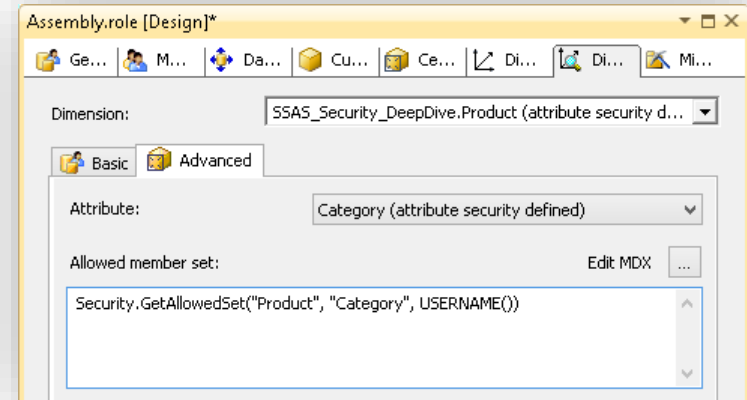 Assembly.role [Design]*
Ge... M... Da... Cu... Ce... Di... Di... Mi...
Dimension: SSAS_Security_DeepDive.Product (attribute security d...
Basic Advanced
Attribute: Category (attribute security defined)
Allowed member set: Edit MDX ...
Security.GetAllowedSet("Product", "Category", USERNAME())